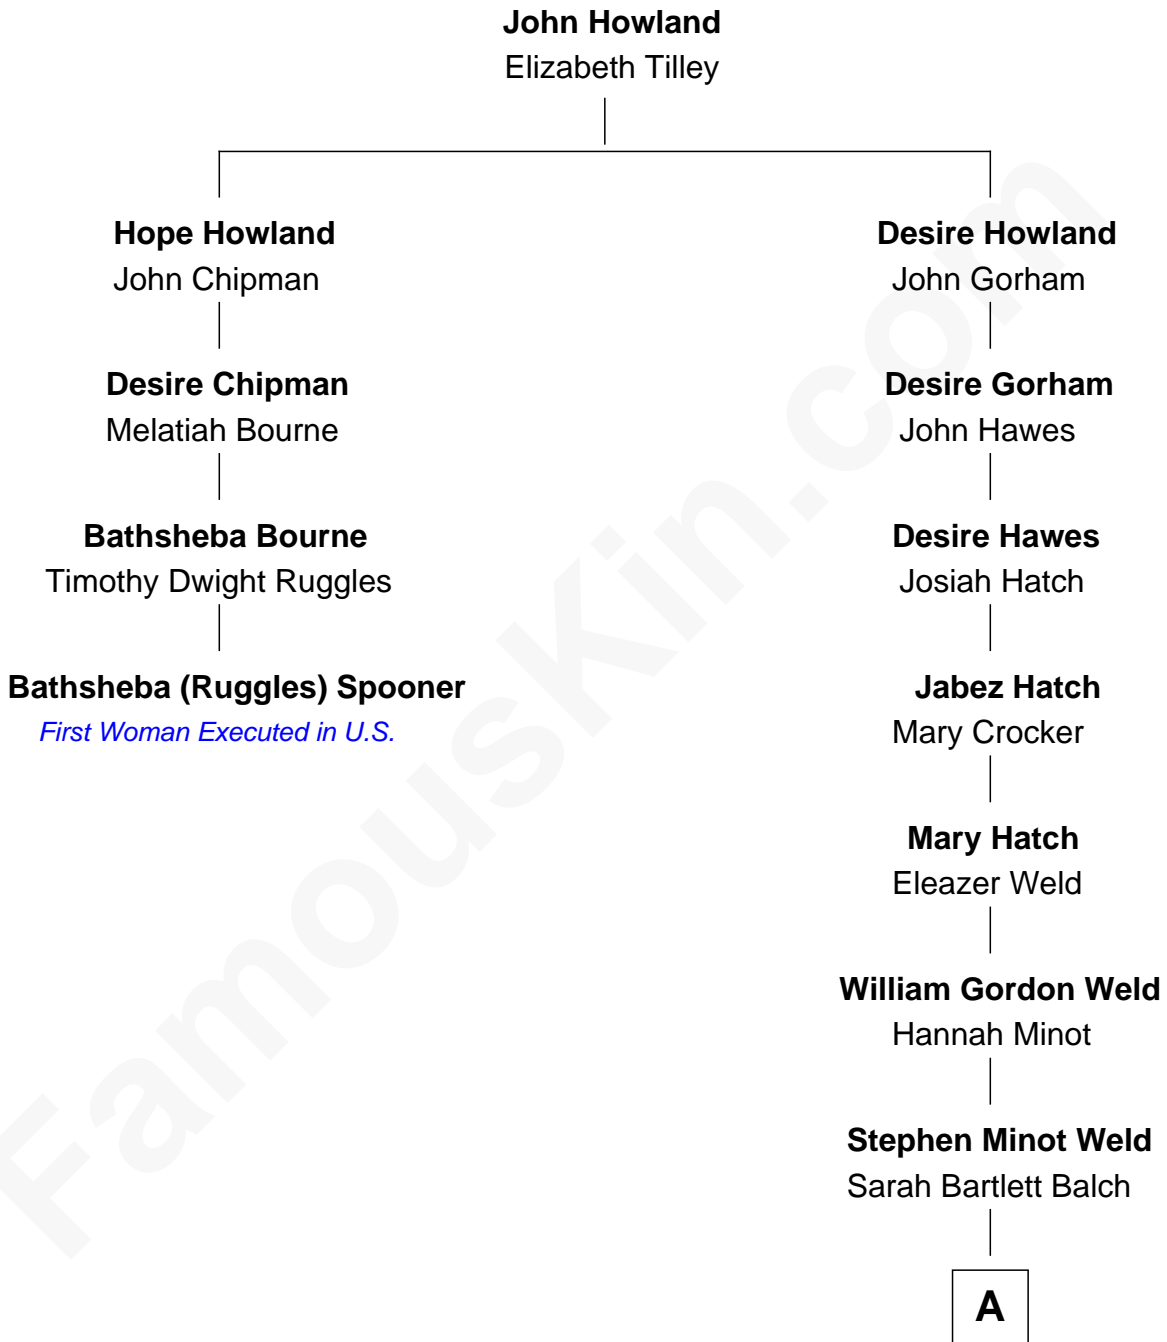 John Howland
Elizabeth Tilley
Hope Howland
John Chipman
Desire Chipman
Melatiah Bourne
Bathsheba Bourne
Timothy Dwight Ruggles
Bathsheba (Ruggles) Spooner
First Woman Executed in U.S.
Desire Howland
John Gorham
Desire Gorham
John Hawes
Desire Hawes
Josiah Hatch
Jabez Hatch
Mary Crocker
Mary Hatch
Eleazer Weld
William Gordon Weld
Hannah Minot
Stephen Minot Weld
Sarah Bartlett Balch
A
FamousKin.com